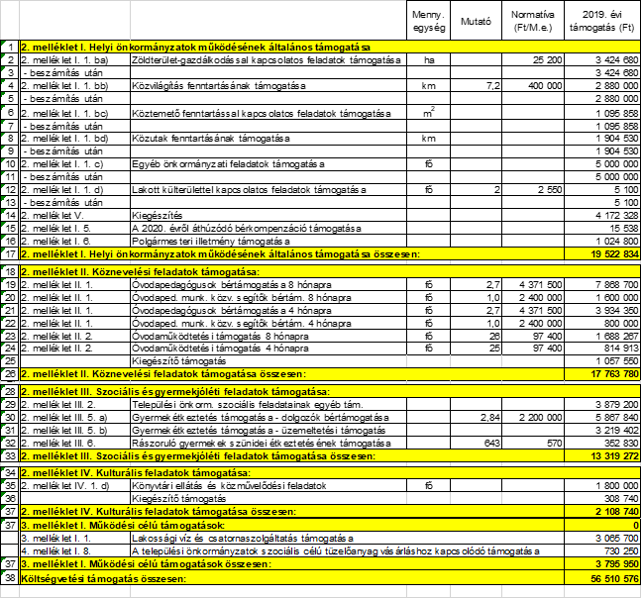 Menny. egység Mutató Normatíva (Ft/M.e.) 2019. évi támogatás (Ft)
1 2. melléklet I. Helyi önkormányzatok működésének általános támogatása
2 2. melléklet I. 1. ba) Zöldterület-gazdálkodással kapcsolatos feladatok támogatása ha 25 200 3 424 680
3 - beszámítás után 3 424 680
4 2. melléklet I. 1. bb) Közvilágítás fenntartásának támogatása km 7,2 400 000 2 880 000
5 - beszámítás után 2 880 000
6 2. melléklet I. 1. bc) Köztemető fenntartással kapcsolatos feladatok támogatása m2 1 095 858
7 - beszámítás után 1 095 858
8 2. melléklet I. 1. bd) Közutak fenntartásának támogatása km 1 904 530
9 - beszámítás után 1 904 530
10 2. melléklet I. 1. c) Egyéb önkormányzati feladatok támogatása fő 5 000 000
11 - beszámítás után 5 000 000
12 2. melléklet I. 1. d) Lakott külterülettel kapcsolatos feladatok támogatása fő 2 2 550 5 100
13 - beszámítás után 5 100
14 2. melléklet V. Kiegészítés 4 172 328
15 2. melléklet I. 5. A 2020. évről áthúzódó bérkompenzáció támogatása 15 538
16 2. melléklet I. 6. Polgármesteri illetmény támogatása 1 024 800
17 2. melléklet I. Helyi önkormányzatok működésének általános támogatása összesen: 19 522 834
18 2. melléklet II. Köznevelési feladatok támogatása:
19 2. melléklet II. 1. Óvodapedagógusok bértámogatása 8 hónapra fő 2,7 4 371 500 7 868 700
20 2. melléklet II. 1. Óvodaped. munk. közv. segítők bértám. 8 hónapra fő 1,0 2 400 000 1 600 000
21 2. melléklet II. 1. Óvodapedagógusok bértámogatása 4 hónapra fő 2,7 4 371 500 3 934 350
22 2. melléklet II. 1. Óvodaped. munk. közv. segítők bértám. 4 hónapra fő 1,0 2 400 000 800 000
23 2. melléklet II. 2. Óvodaműködtetési támogatás 8 hónapra fő 26 97 400 1 688 267
24 2. melléklet II. 2. Óvodaműködtetési támogatás 4 hónapra fő 25 97 400 814 913
25 Kiegészítő támogatás 1 057 550
26 2. melléklet II. Köznevelési feladatok támogatása összesen: 17 763 780
28 2. melléklet III. Szociális és gyermekjóléti feladatok támogatása:
29 2. melléklet III. 2. Települési önkorm. szociális feladatainak egyéb tám. 3 879 200
30 2. melléklet III. 5. a) Gyermekétkeztetés támogatása - dolgozók bértámogatása 2,84 2 200 000 5 867 840
31 2. melléklet III. 5. b) Gyermekétkeztetés támogatása - üzemeltetési támogatás 3 219 402
32 2. melléklet III. 6. Rászoruló gyermekek szünidei étkeztetésének támogatása 643 570 352 830
33 2. melléklet III. Szociális és gyermekjóléti feladatok támogatása összesen: 13 319 272
34 2. melléklet IV. Kulturális feladatok támogatása:
35 2. melléklet IV. 1. d) Könyvtári ellátás és közművelődési feladatok fő 1 800 000
36 Kiegészítő támogatás 308 740
37 2. melléklet IV. Kulturális feladatok támogatása összesen: 2 108 740
37 3. melléklet I. Működési célú támogatások: 0
3. melléklet I. 1. Lakossági víz és csatornaszolgáltatás támogatása 3 065 700
4. melléklet I. 8. A települési önkormányzatok szociális célú tüzelőanyag vásárláshoz kapcsolódó támogatása 730 250
37 3. melléklet I. Működési célú támogatások összesen: 3 795 950
38 Költségvetési támogatás összesen: 56 510 576